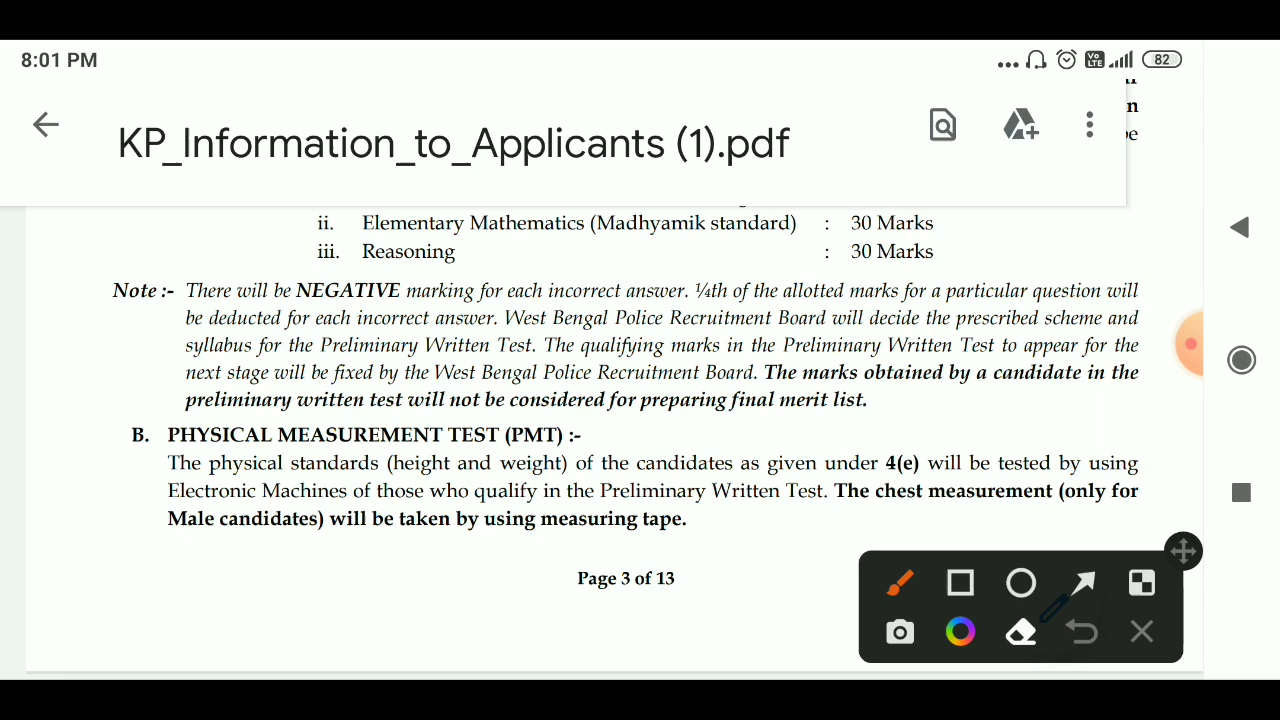 8:01 PM
82
KP_Information_to_Applicants (1).pdf
n
be
ii. Elementary Mathematics (Madhyamik standard) : 30 Marks
iii. Reasoning : 30 Marks
Note :- There will be NEGATIVE marking for each incorrect answer. ¼th of the allotted marks for a particular question will
be deducted for each incorrect answer. West Bengal Police Recruitment Board will decide the prescribed scheme and
syllabus for the Preliminary Written Test. The qualifying marks in the Preliminary Written Test to appear for the
next stage will be fixed by the West Bengal Police Recruitment Board. The marks obtained by a candidate in the
preliminary written test will not be considered for preparing final merit list.
B. PHYSICAL MEASUREMENT TEST (PMT) :-
The physical standards (height and weight) of the candidates as given under 4(e) will be tested by using
Electronic Machines of those who qualify in the Preliminary Written Test. The chest measurement (only for
Male candidates) will be taken by using measuring tape.
Page 3 of 13